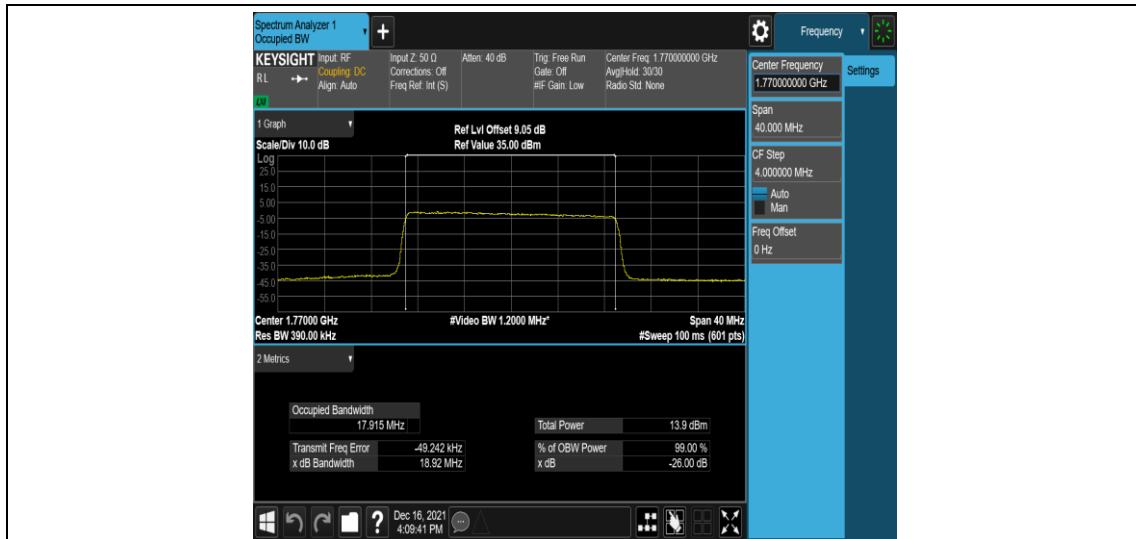 Spectrum Analyzer 1
Occupied BW
+
Frequency
KEYSIGHT
RL
LXI
Input: RF
Coupling: DC
Align: Auto
Input Z: 50 Ω
Corrections: Off
Freq Ref: Int (S)
Atten: 40 dB
Trig: Free Run
Gate: Off
#IF Gain: Low
Center Freq: 1.770000000 GHz
Avg|Hold: 30/30
Radio Std: None
Center Frequency
1.770000000 GHz
Settings
Span
40.000 MHz
CF Step
4.000000 MHz
Auto
Man
Freq Offset
0 Hz
1 Graph
Scale/Div 10.0 dB
Ref Lvl Offset 9.05 dB
Ref Value 35.00 dBm
Log
25.0
15.0
5.00
-5.00
-15.0
-25.0
-35.0
-45.0
-55.0
Center 1.77000 GHz
Res BW 390.00 kHz
#Video BW 1.2000 MHz*
Span 40 MHz
#Sweep 100 ms (601 pts)
2 Metrics
Occupied Bandwidth
17.915 MHz
Total Power 13.9 dBm
Transmit Freq Error -49.242 kHz
% of OBW Power 99.00 %
x dB Bandwidth 18.92 MHz
x dB -26.00 dB
?
Dec 16, 2021
4:09:41 PM